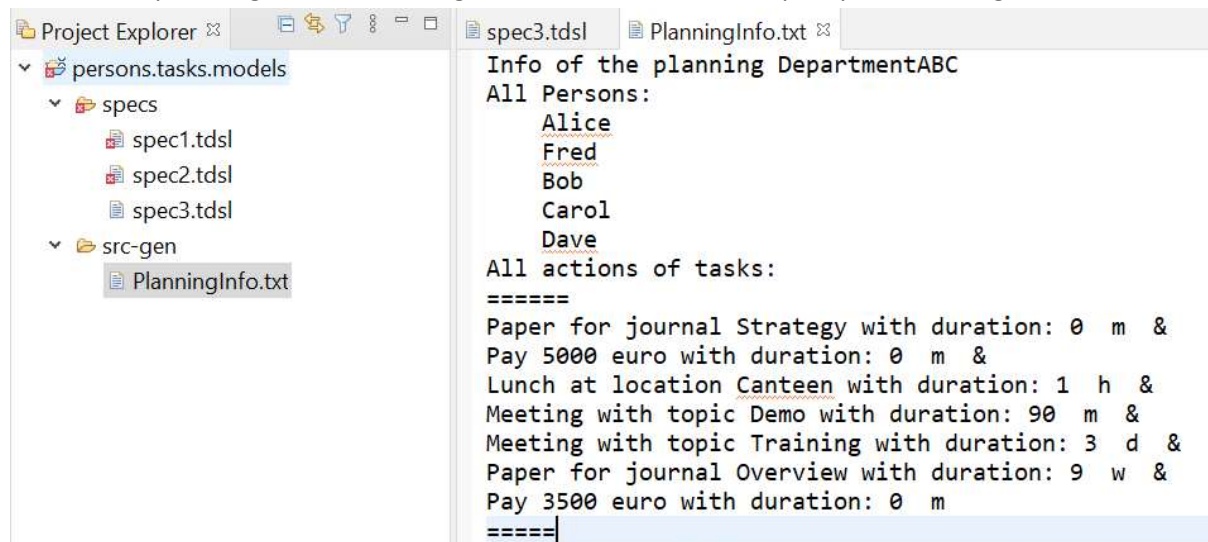 Project Explorer
persons.tasks.models
specs
spec1.tdsl
spec2.tdsl
spec3.tdsl
src-gen
PlanningInfo.txt
spec3.tdsl PlanningInfo.txt
Info of the planning DepartmentABC
All Persons:
Alice
Fred
Bob
Carol
Dave
All actions of tasks:
======
Paper for journal Strategy with duration: 0 m &
Pay 5000 euro with duration: 0 m &
Lunch at location Canteen with duration: 1 h &
Meeting with topic Demo with duration: 90 m &
Meeting with topic Training with duration: 3 d &
Paper for journal Overview with duration: 9 w &
Pay 3500 euro with duration: 0 m
=====